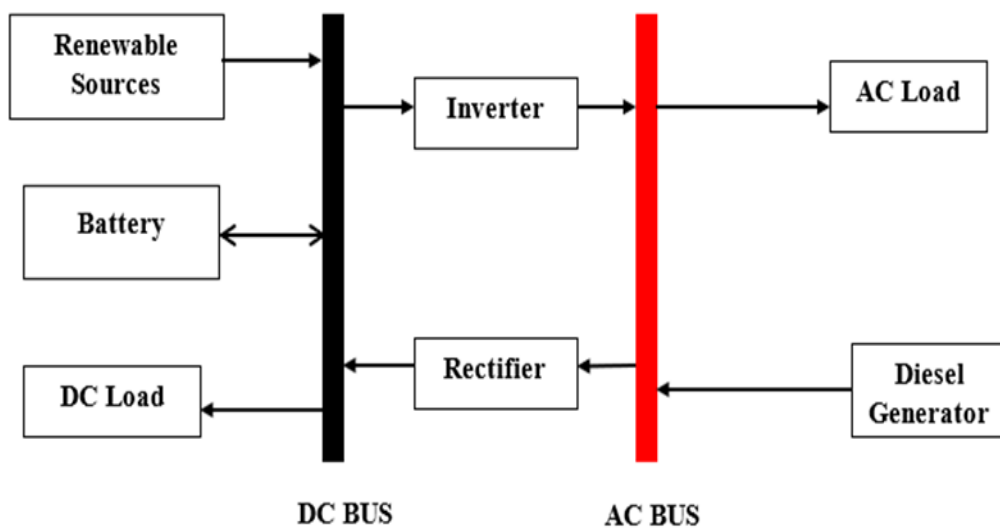 Renewable
Sources
Inverter
AC Load
Battery
Rectifier
DC Load
Diesel
Generator
DC BUS
AC BUS